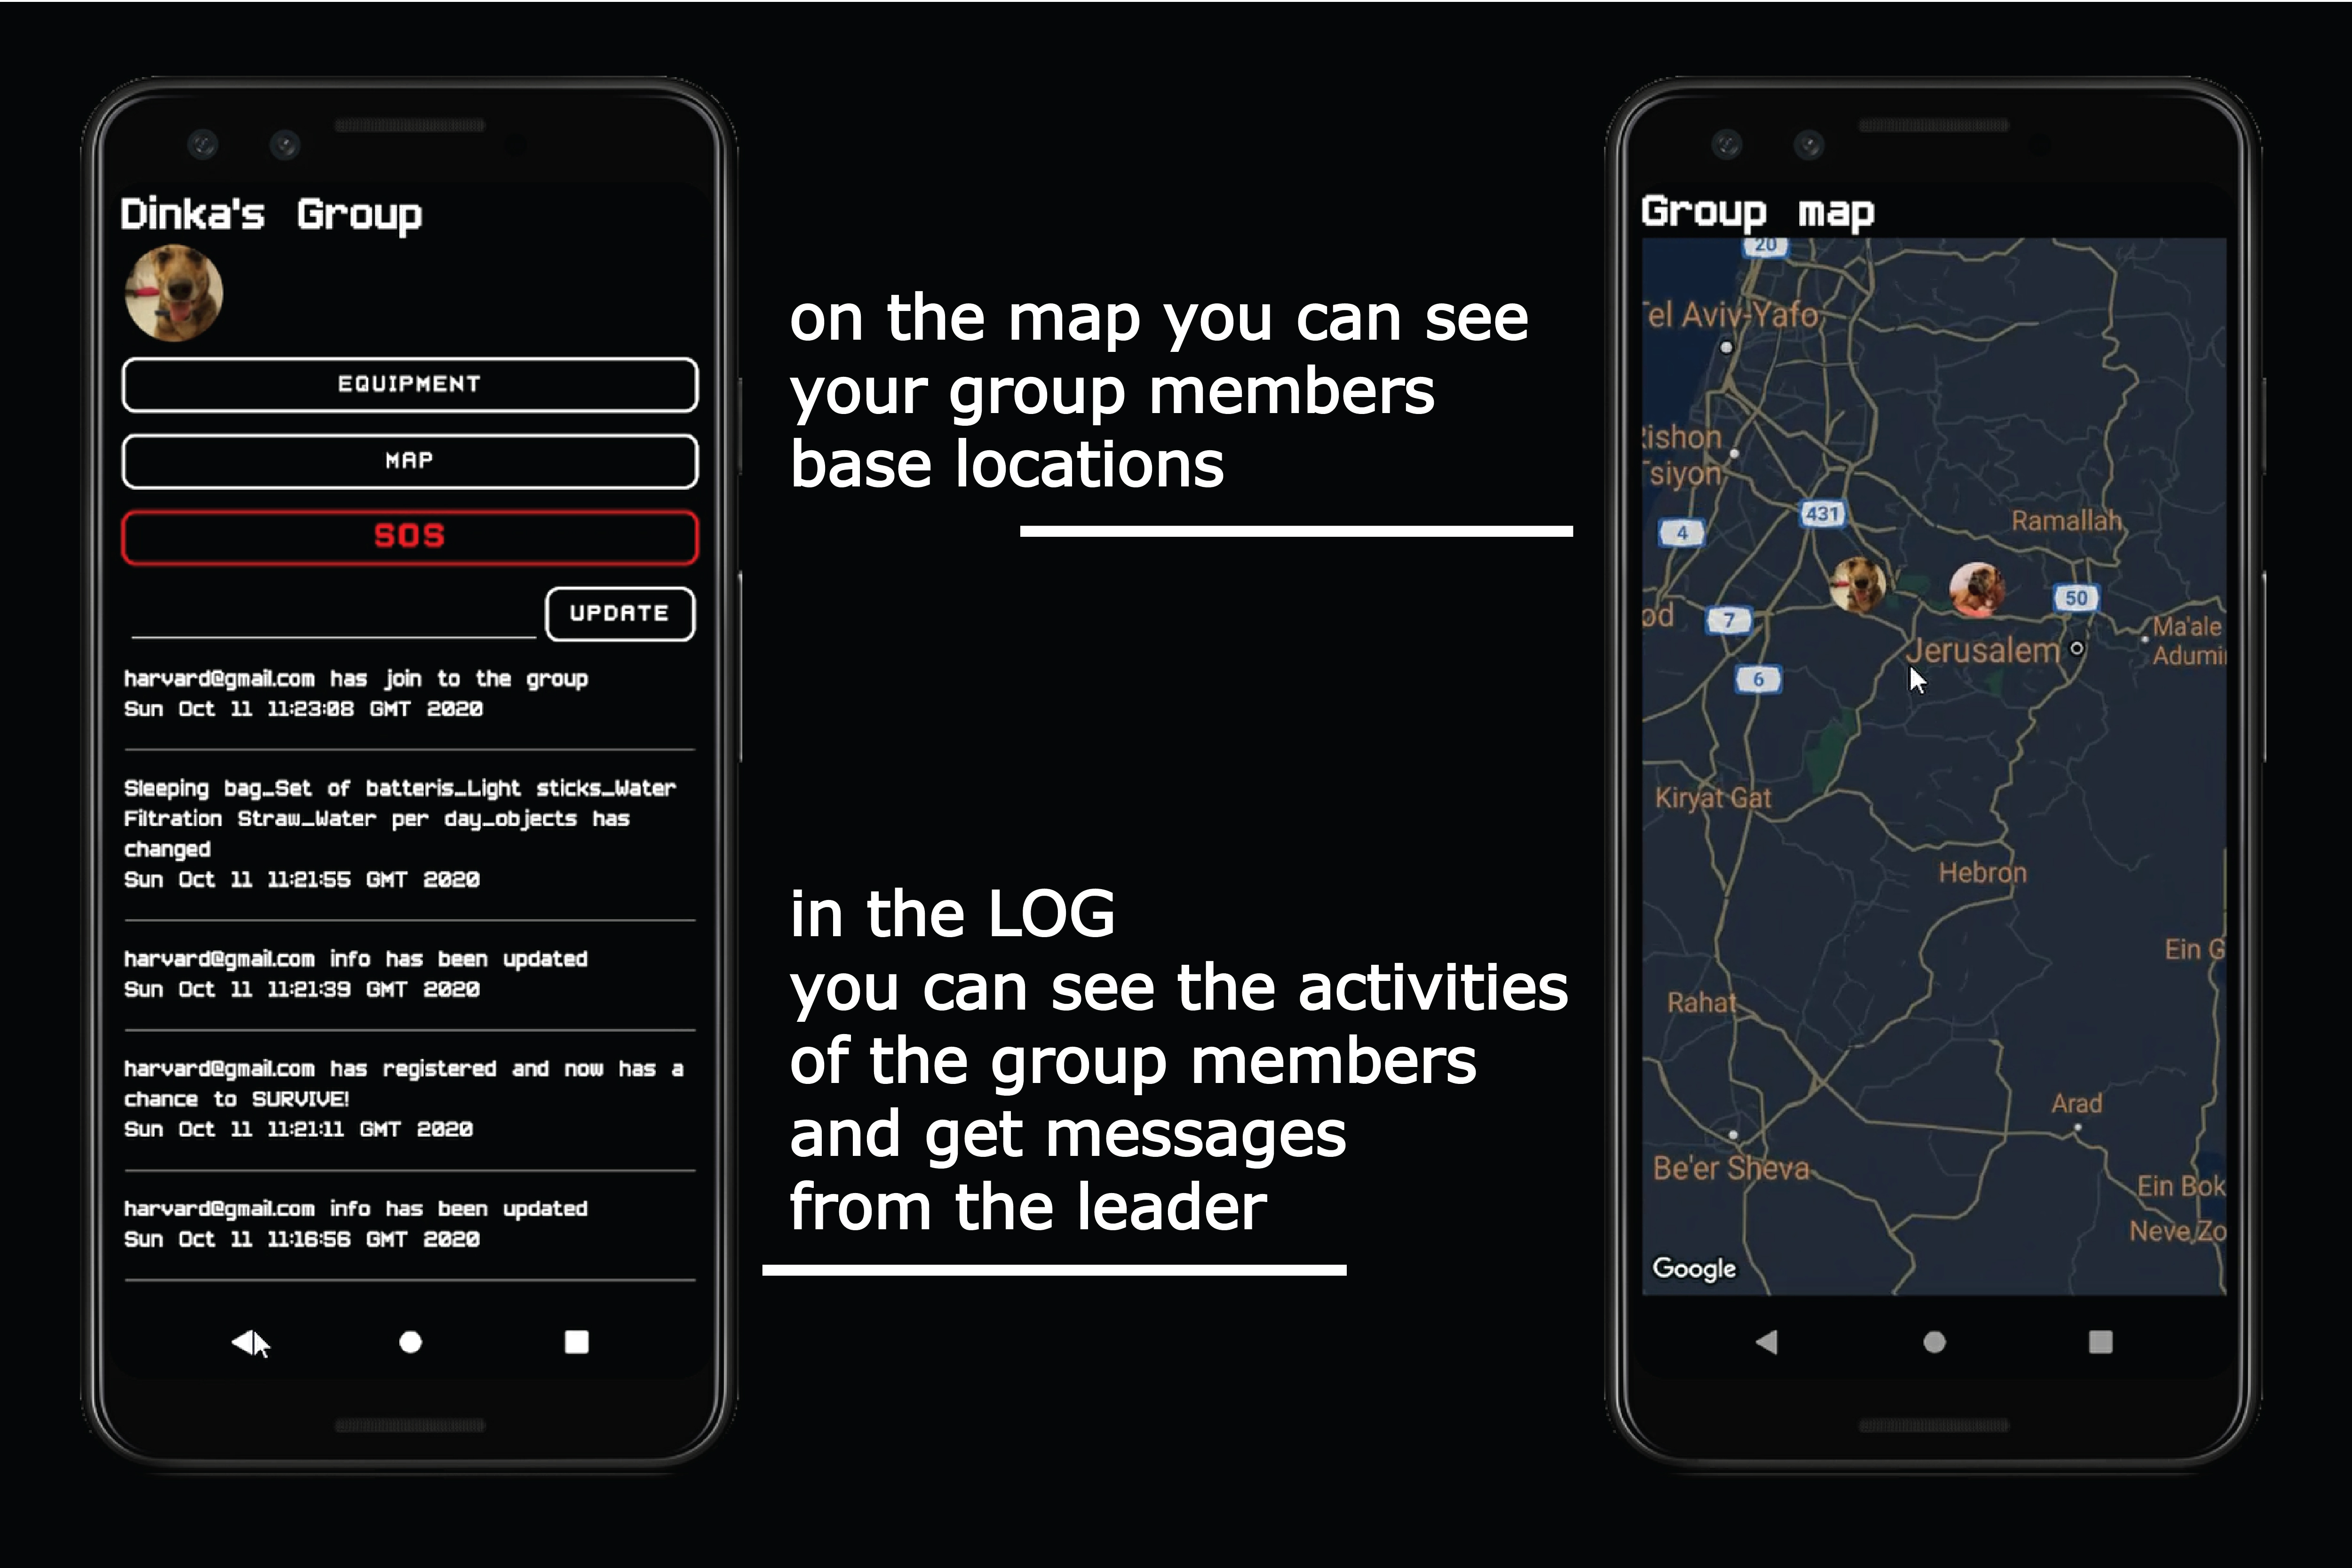 Dinka's Group
EQUIPMENT
MAP
SOS
UPDATE
harvard@gmail.com has join to the group
Sun Oct 11 11:23:08 GMT 2020
Sleeping bag_Set of batteris_Light sticks_Water
Filtration Straw_Water per day_objects has
changed
Sun Oct 11 11:21:55 GMT 2020
harvard@gmail.com info has been updated
Sun Oct 11 11:21:39 GMT 2020
harvard@gmail.com has registered and now has a
chance to SURVIVE!
Sun Oct 11 11:21:11 GMT 2020
harvard@gmail.com info has been updated
Sun Oct 11 11:16:56 GMT 2020
on the map you can see
your group members
base locations
in the LOG
you can see the activities
of the group members
and get messages
from the leader
Group map
20
Tel Aviv-Yafo
Rishon
Tsiyon
431
4
Ramallah
50
od
7
Ma'ale
Adumi
Jerusalem
6
Kiryat Gat
Hebron
Ein G
Rahat
Arad
Be'er Sheva
Ein Bok
Neve Zo
Google